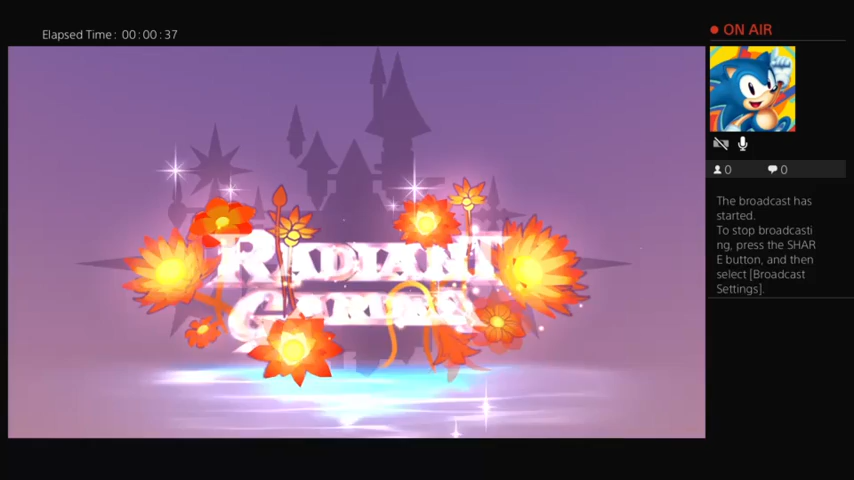 Elapsed Time: 00:00:37
ON AIR
RADIANT
GARDEN
0
0
The broadcast has
started.
To stop broadcasti
ng, press the SHAR
E button, and then
select [Broadcast
Settings].